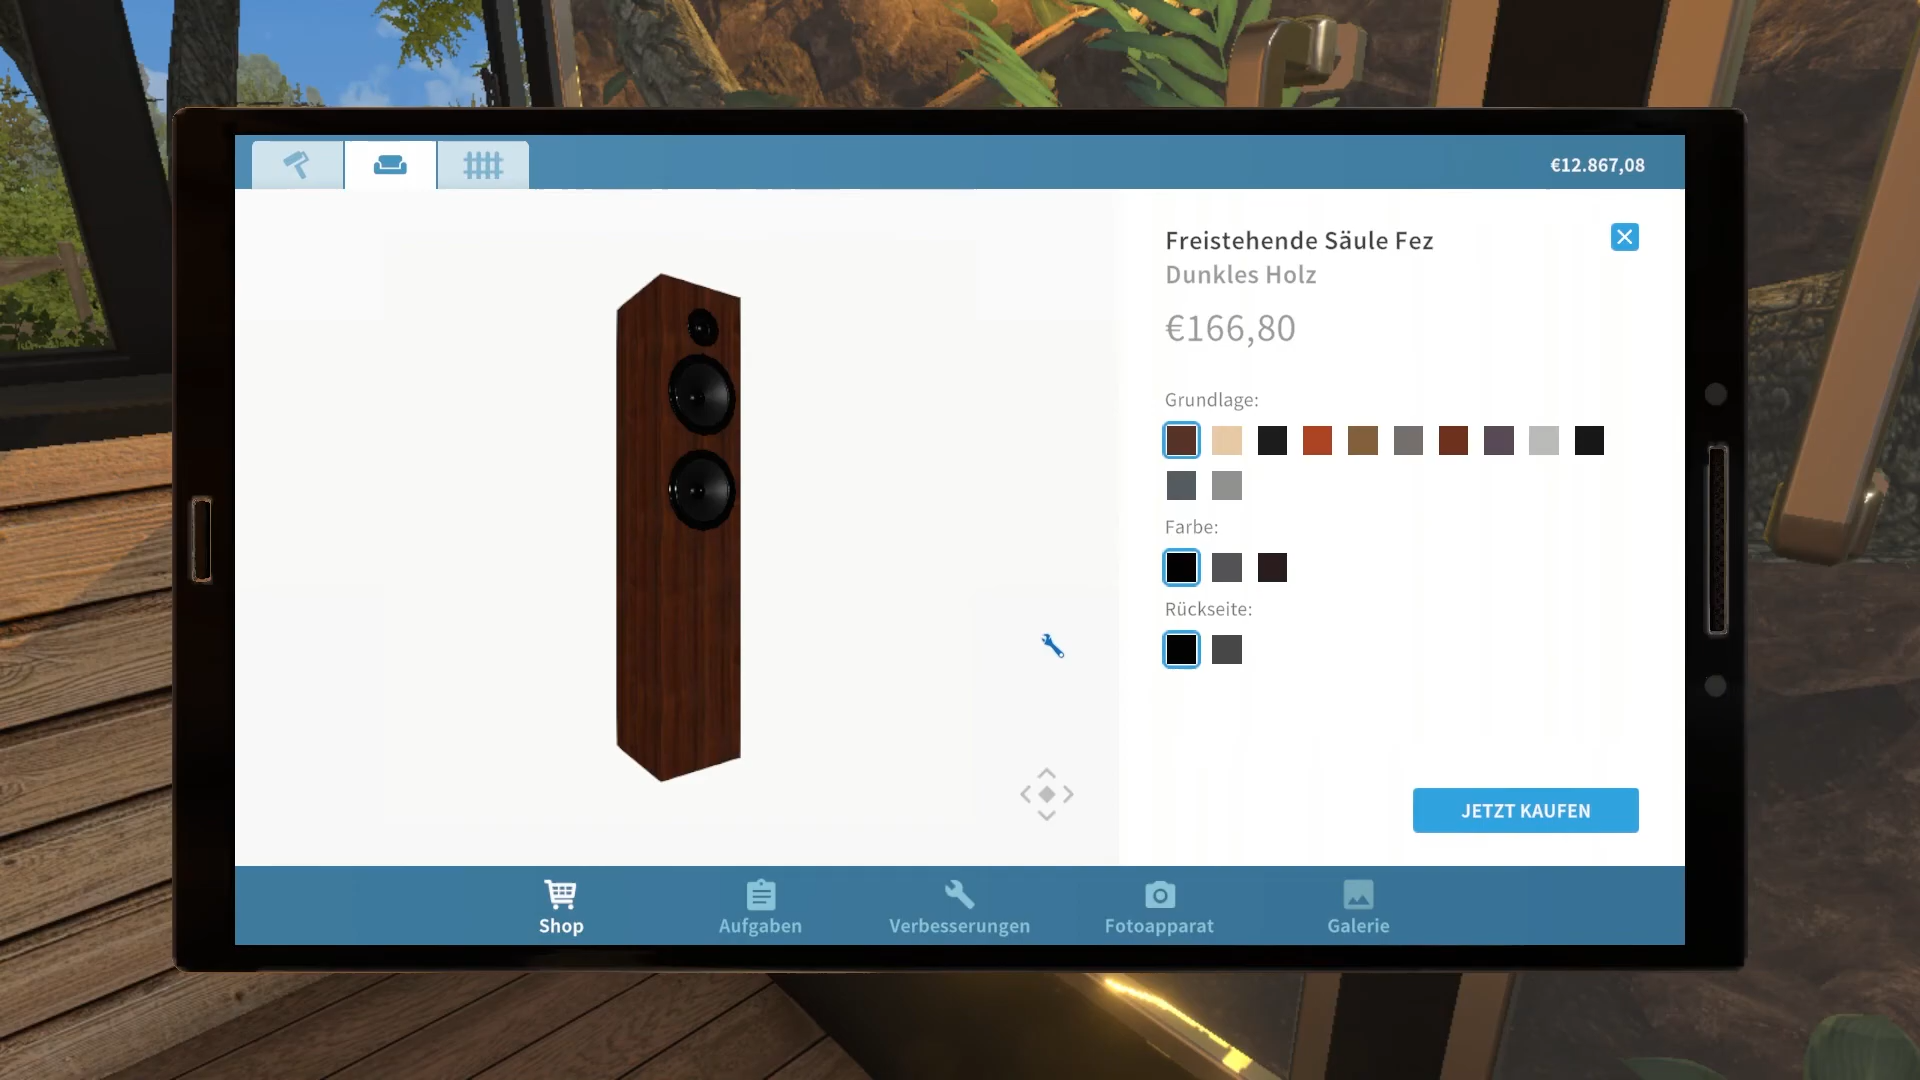 €12.867,08
Freistehende Säule Fez
Dunkles Holz
€166,80
Grundlage:
Farbe:
Rückseite:
JETZT KAUFEN
Shop
Aufgaben
Verbesserungen
Fotoapparat
Galerie